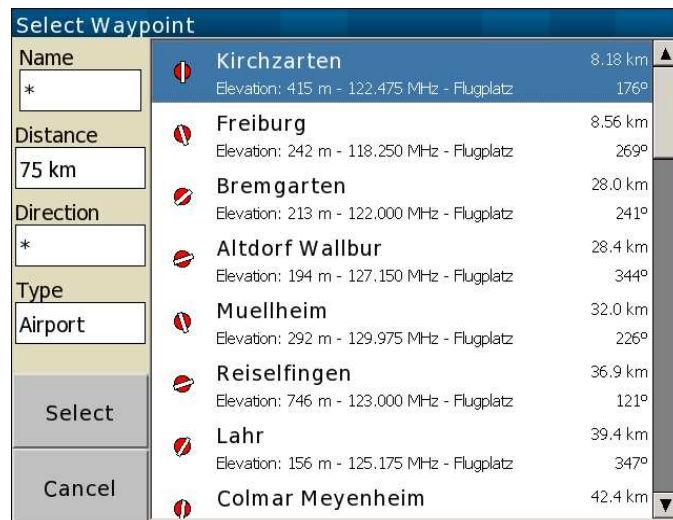 Select Waypoint
Name
*
Distance
75 km
Direction
*
Type
Airport
Select
Cancel
Kirchzarten 8.18 km
Elevation: 415 m - 122.475 MHz - Flugplatz 176°
Freiburg 8.56 km
Elevation: 242 m - 118.250 MHz - Flugplatz 269°
Bremgarten 28.0 km
Elevation: 213 m - 122.000 MHz - Flugplatz 241°
Altdorf Wallbur 28.4 km
Elevation: 194 m - 127.150 MHz - Flugplatz 344°
Muellheim 32.0 km
Elevation: 292 m - 129.975 MHz - Flugplatz 226°
Reiselfingen 36.9 km
Elevation: 746 m - 123.000 MHz - Flugplatz 121°
Lahr 39.4 km
Elevation: 156 m - 125.175 MHz - Flugplatz 347°
Colmar Meyenheim 42.4 km